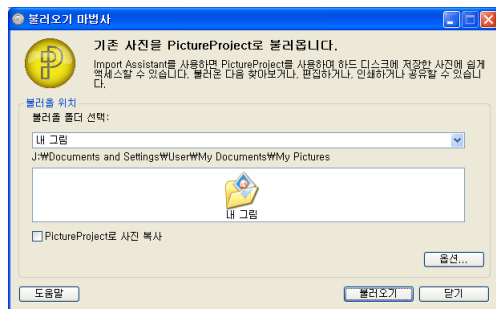 불러오기 마법사
기존 사진을 PictureProject로 불러옵니다.
Import Assistant를 사용하면 PictureProject를 사용하여 하드 디스크에 저장한 사진에 쉽게
액세스할 수 있습니다. 불러온 다음 찾아보거나, 편집하거나, 인쇄하거나 공유할 수 있습니
다.
불러올 위치
불러올 폴더 선택:
내 그림
J:₩Documents and Settings₩User₩My Documents₩My Pictures
내 그림
PictureProject로 사진 복사
옵션...
도움말
불러오기
닫기